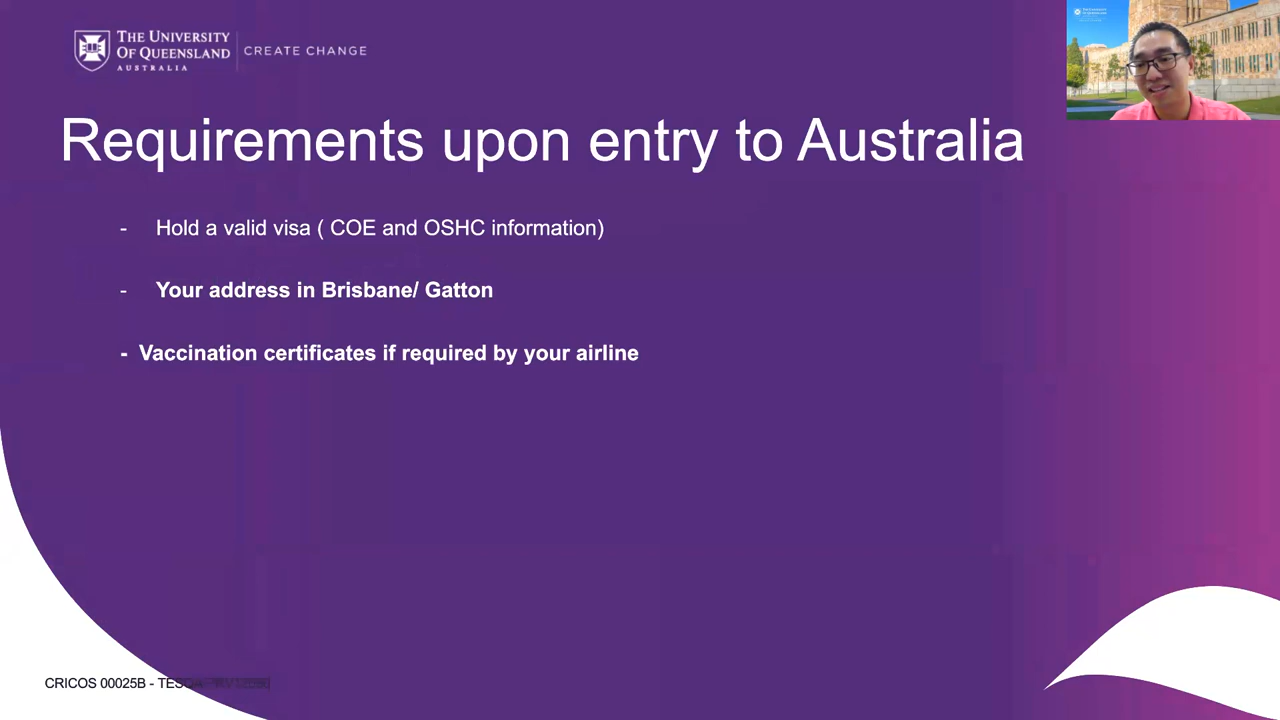 THE UNIVERSITY
OF QUEENSLAND
AUSTRALIA
CREATE CHANGE
Requirements upon entry to Australia
- Hold a valid visa ( COE and OSHC information)
- Your address in Brisbane/ Gatton
- Vaccination certificates if required by your airline
CRICOS 00025B -